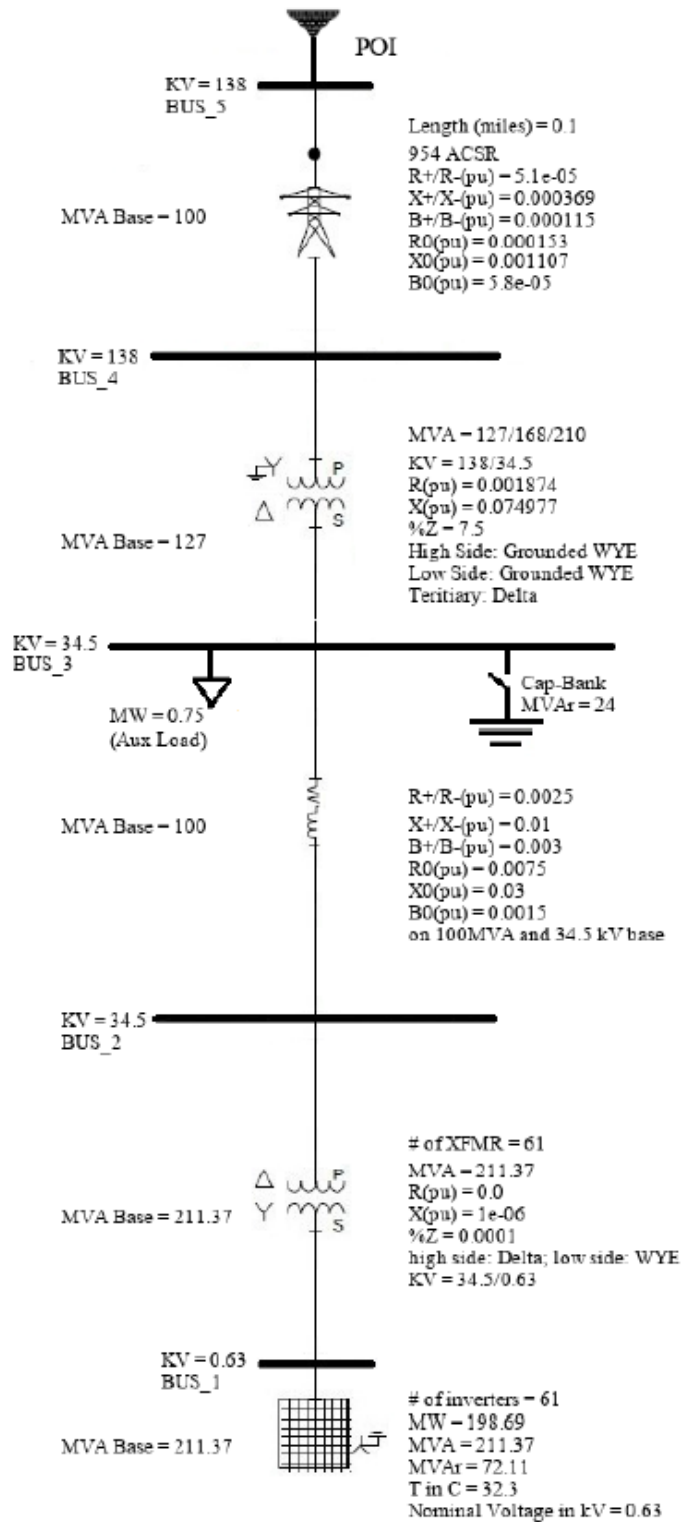 POI
KV = 138
BUS_5
Length (miles) = 0.1
954 ACSR
R+/R-(pu) = 5.1e-05
X+/X-(pu) = 0.000369
B+/B-(pu) = 0.000115
R0(pu) = 0.000153
X0(pu) = 0.001107
B0(pu) = 5.8e-05
MVA Base = 100
KV = 138
BUS_4
MVA = 127/168/210
KV = 138/34.5
R(pu) = 0.001874
X(pu) = 0.074977
%Z = 7.5
High Side: Grounded WYE
Low Side: Grounded WYE
Teritiary: Delta
Y P
Δ S
MVA Base = 127
KV = 34.5
BUS_3
MW = 0.75
(Aux Load)
Cap-Bank
MVAr = 24
MVA Base = 100
R+/R-(pu) = 0.0025
X+/X-(pu) = 0.01
B+/B-(pu) = 0.003
R0(pu) = 0.0075
X0(pu) = 0.03
B0(pu) = 0.0015
on 100MVA and 34.5 kV base
KV = 34.5
BUS_2
# of XFMR = 61
MVA = 211.37
R(pu) = 0.0
X(pu) = 1e-06
%Z = 0.0001
high side: Delta; low side: WYE
KV = 34.5/0.63
Δ P
Y S
MVA Base = 211.37
KV = 0.63
BUS_1
# of inverters = 61
MW = 198.69
MVA = 211.37
MVAr = 72.11
T in C = 32.3
Nominal Voltage in kV = 0.63
MVA Base = 211.37